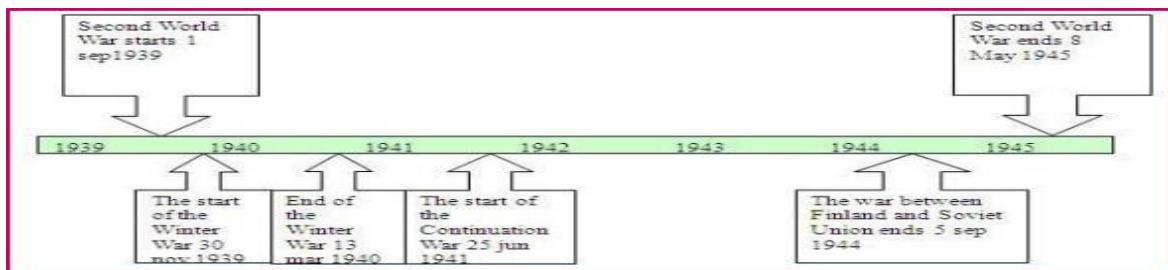 Second World
War starts 1
sep1939
Second World
War ends 8
May 1945
1939 1940 1941 1942 1943 1944 1945
The start
of the
Winter
War 30
nov 1939
End of
the
Winter
War 13
mar 1940
The start of
the
Continuation
War 25 jun
1941
The war between
Finland and Soviet
Union ends 5 sep
1944